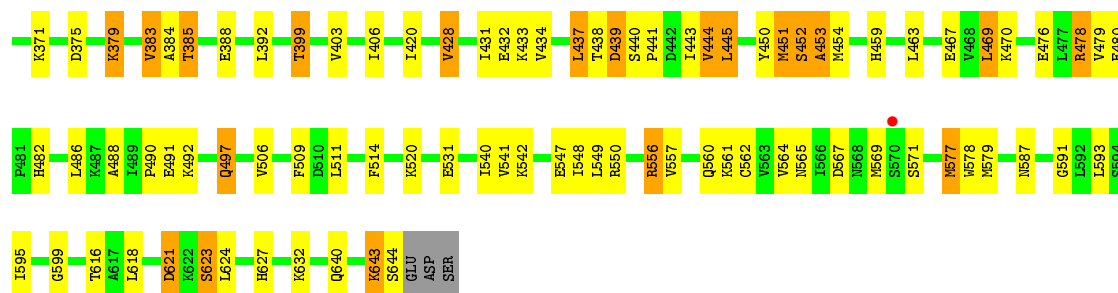 K371 D375 K379 V383 A384 T385 E388 L392 T399 V403 I406 I420 V428 I431 E432 K433 V434 L437 T438 D439 S440 P441 D442 I443 V444 L445 Y450 M451 S452 A453 M454 H459 L463 E467 V468 L469 K470 E476 L477 R478 V479 E480
P481 H482 L486 K487 A488 I489 P490 E491 K492 Q497 V506 F509 D510 L511 F514 K520 E531 I540 V541 K542 E547 I548 L549 R550 R556 V557 Q560 K561 C562 V563 V564 N565 I566 D567 N568 M569 S570 S571 M577 W578 M579 N587 G591 L592 L593 S594
I595 G599 T616 A617 L618 D621 K622 S623 L624 H627 K632 Q640 K643 S644 GLU ASP SER